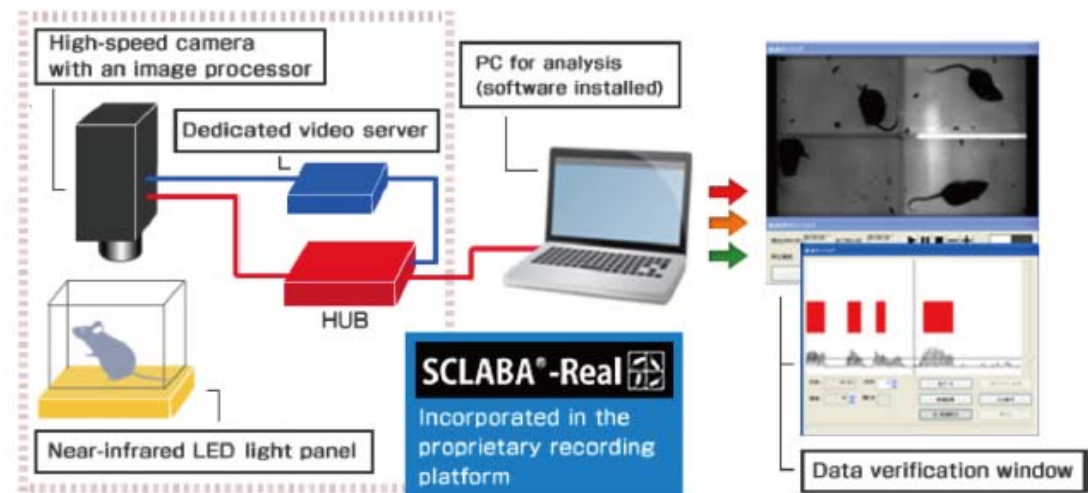 High-speed camera
with an image processor
Dedicated video server
PC for analysis
(software installed)
HUB
SCLABA®-Real
Incorporated in the
proprietary recording
platform
Near-infrared LED light panel
Data verification window